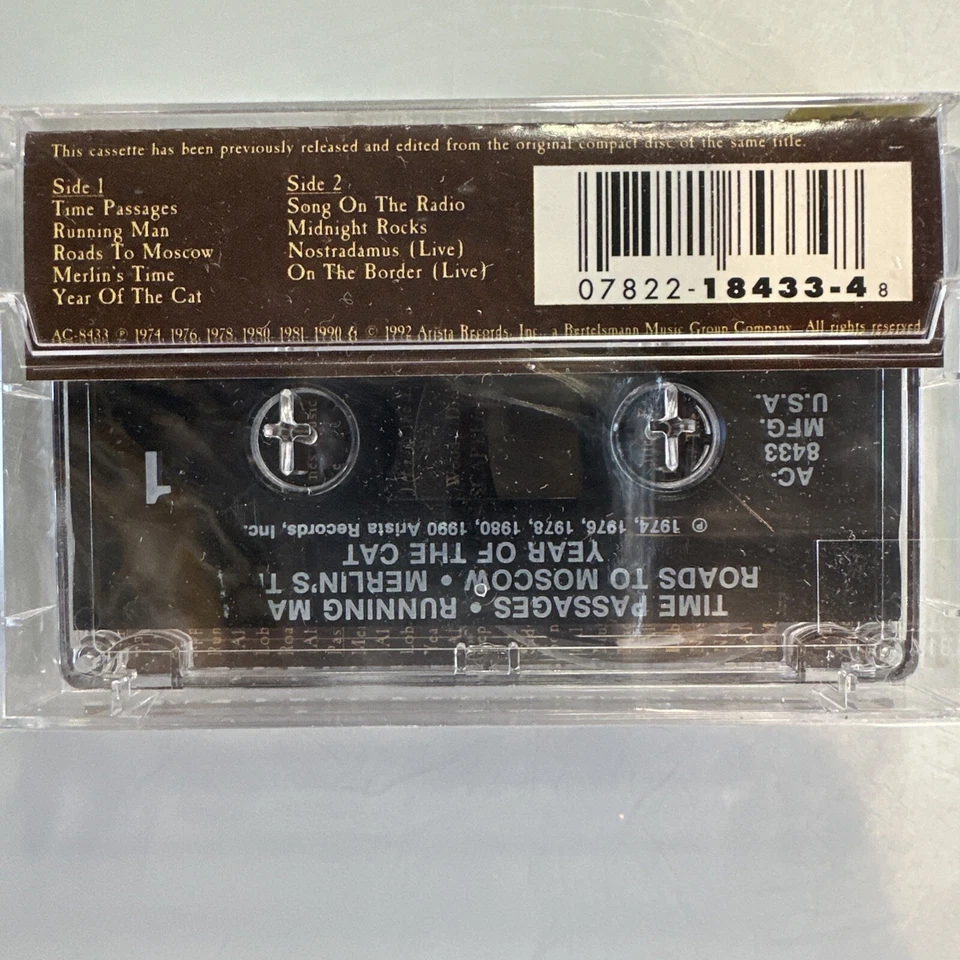 This cassette has been previously released and edited from the original compact disc of the same title.
Side 1
Time Passages
Running Man
Roads To Moscow
Merlin's Time
Year Of The Cat
Side 2
Song On The Radio
Midnight Rocks
Nostradamus (Live)
On The Border (Live)
07822-18433-4 8
AC-8433 ℗ 1974, 1976, 1978, 1980, 1981, 1990 & © 1992 Arista Records, Inc., a Bertelsmann Music Group Company. All rights reserved
1
AC-
8433
MFG.
U.S.A.
TIME PASSAGES • RUNNING MA
ROADS TO MOSCOW • MERLIN'S TI
YEAR OF THE CAT
℗ 1974, 1976, 1978, 1980, 1990 Arista Records, Inc.